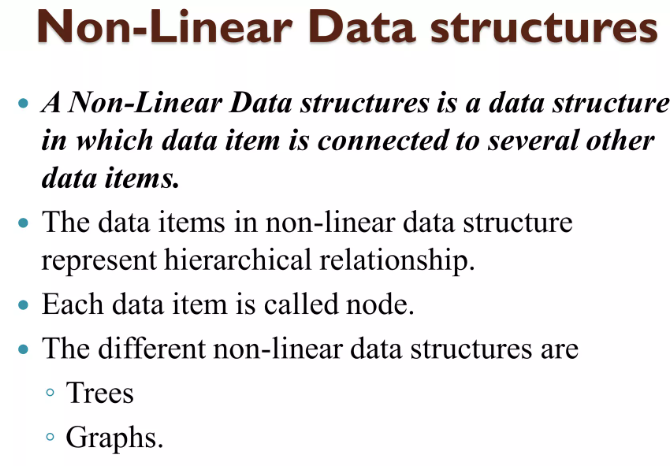 Non-Linear Data structures
• A Non-Linear Data structures is a data structure
in which data item is connected to several other
data items.
• The data items in non-linear data structure
represent hierarchical relationship.
• Each data item is called node.
• The different non-linear data structures are
◦ Trees
◦ Graphs.